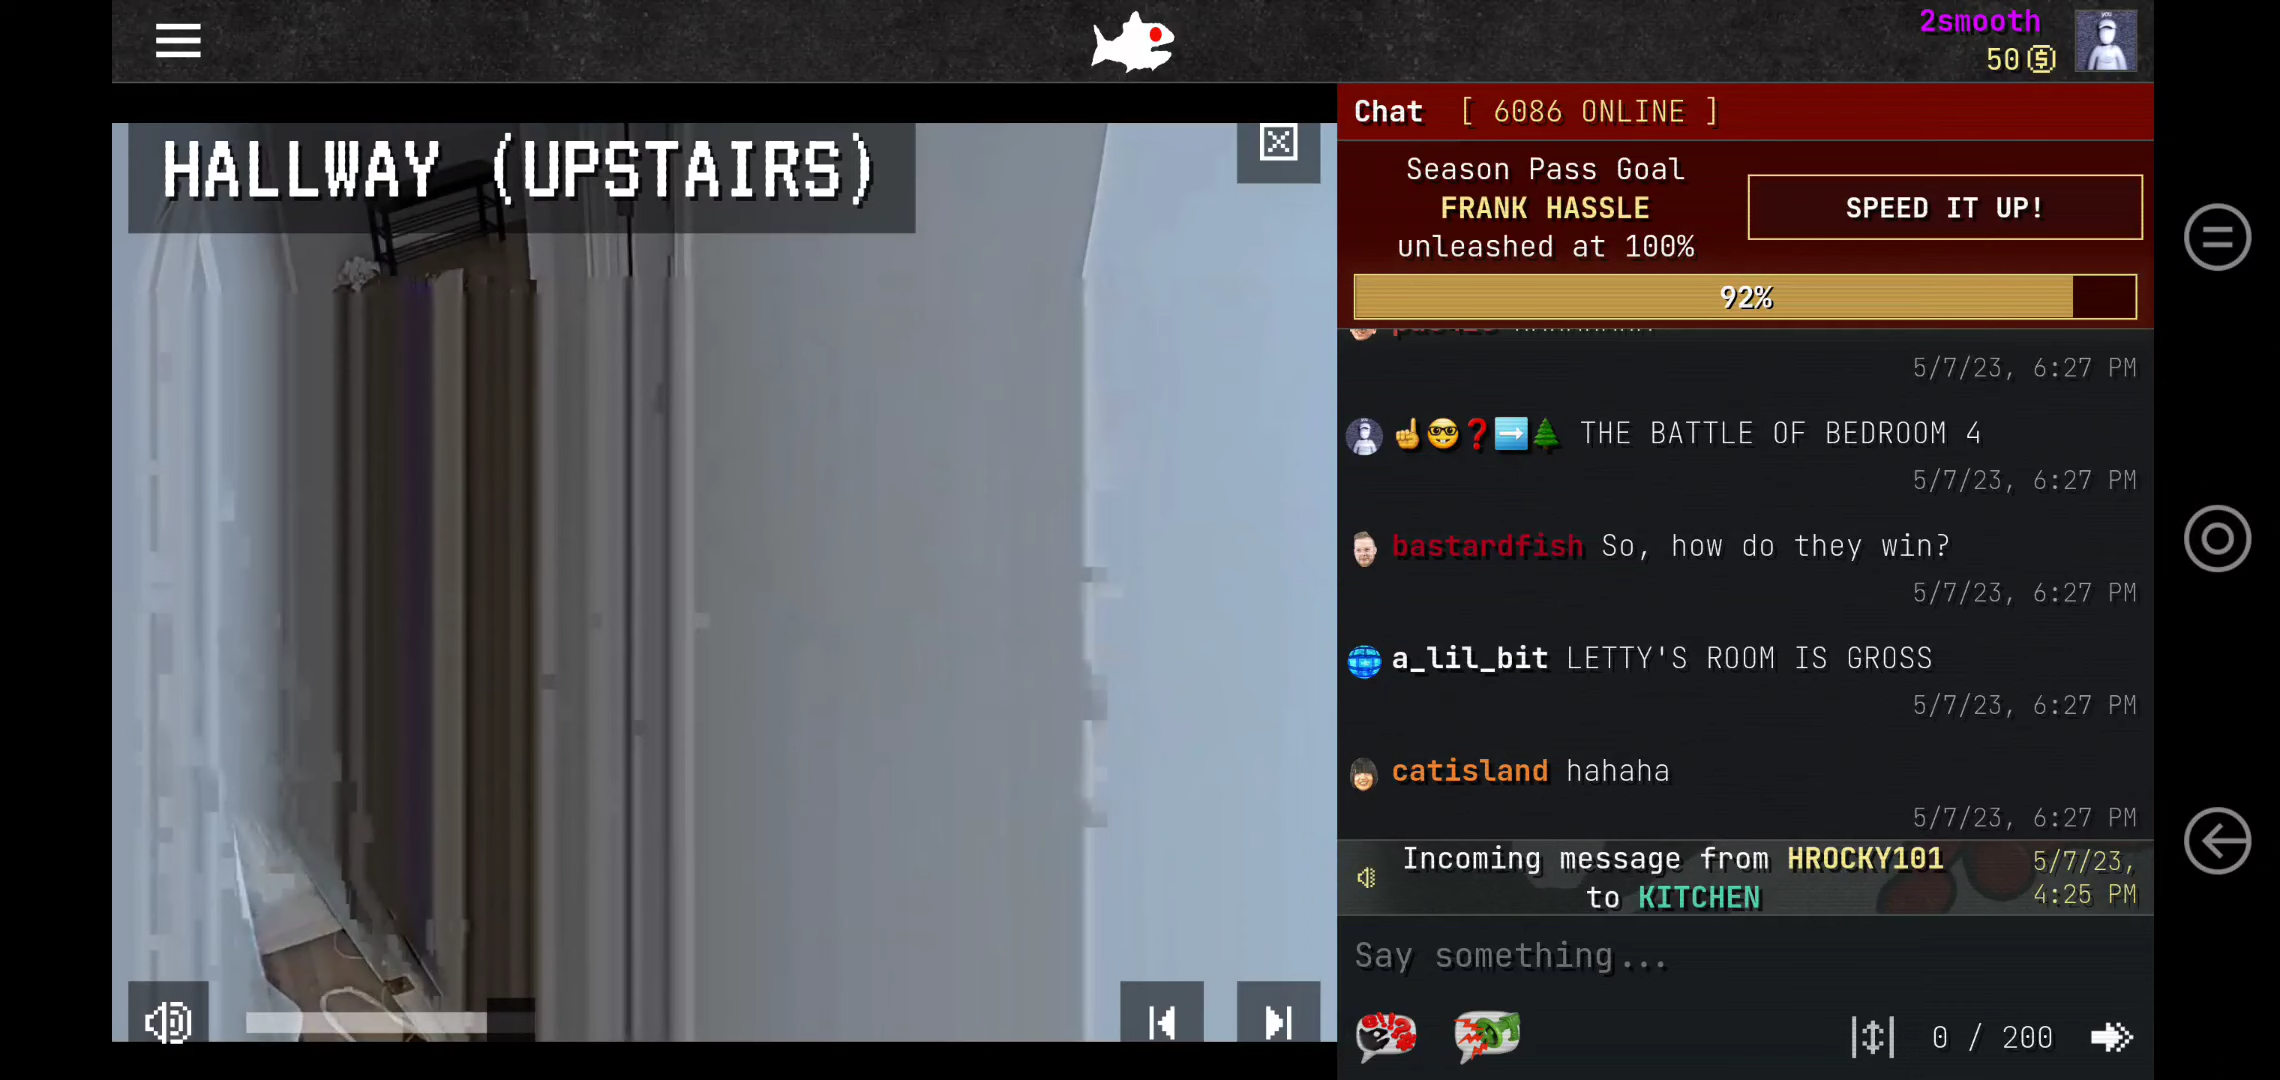 2smooth
50
HALLWAY (UPSTAIRS)
Chat [ 6086 ONLINE ]
Season Pass Goal
FRANK HASSLE
unleashed at 100%
SPEED IT UP!
92%
5/7/23, 6:27 PM
☝️🤓❓➡️🌲 THE BATTLE OF BEDROOM 4
5/7/23, 6:27 PM
bastardfish So, how do they win?
5/7/23, 6:27 PM
a_lil_bit LETTY'S ROOM IS GROSS
5/7/23, 6:27 PM
catisland hahaha
5/7/23, 6:27 PM
Incoming message from HROCKY101
to KITCHEN
5/7/23,
4:25 PM
Say something...
0 / 200